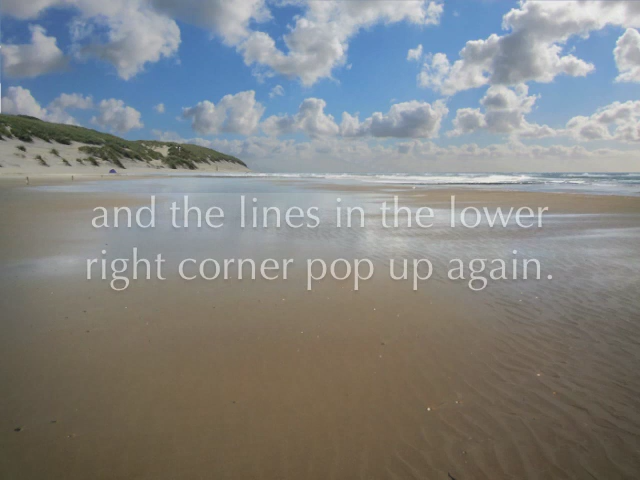 and the lines in the lower
right corner pop up again.